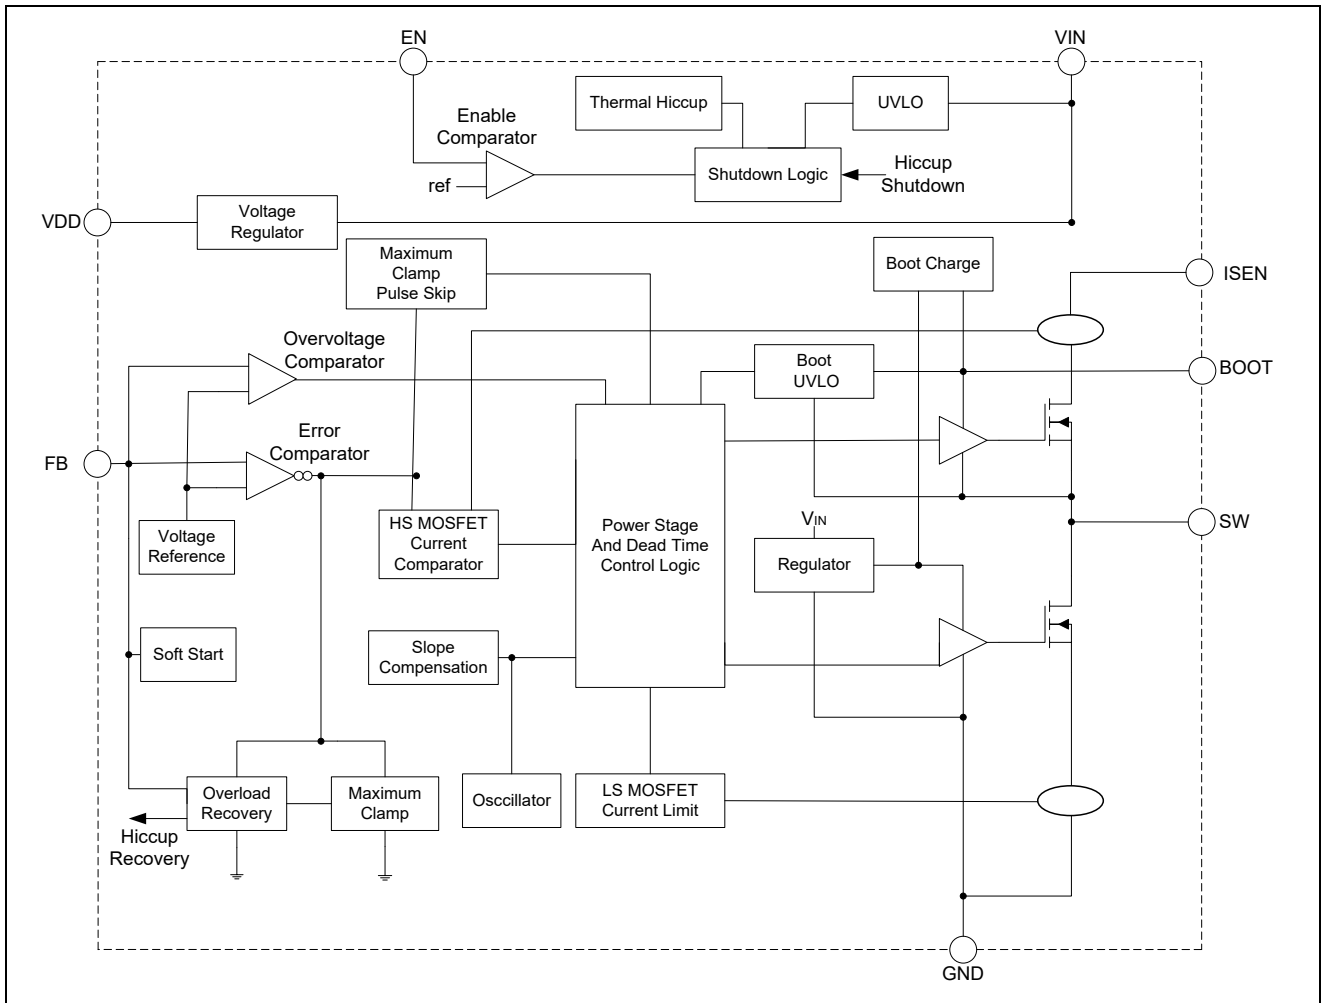 EN
VIN
Thermal Hiccup
UVLO
Enable
Comparator
ref
Shutdown Logic
Hiccup
Shutdown
VDD
Voltage
Regulator
Maximum
Clamp
Pulse Skip
Boot Charge
ISEN
Overvoltage
Comparator
Boot
UVLO
BOOT
Error
Comparator
FB
Voltage
Reference
HS MOSFET
Current
Comparator
Power Stage
And Dead Time
Control Logic
VIN
Regulator
SW
Soft Start
Slope
Compensation
Overload
Recovery
Maximum
Clamp
Osccillator
LS MOSFET
Current Limit
Hiccup
Recovery
GND